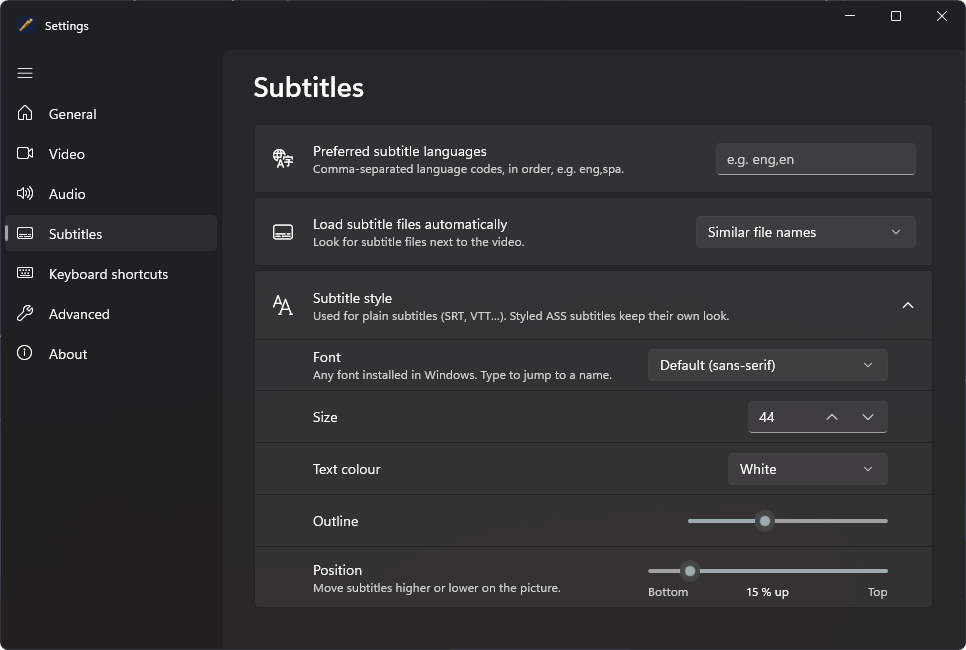 Settings
Subtitles
General
Video
Audio
Subtitles
Keyboard shortcuts
Advanced
About
Preferred subtitle languages
Comma-separated language codes, in order, e.g. eng,spa.
e.g. eng,en
Load subtitle files automatically
Look for subtitle files next to the video.
Similar file names
Subtitle style
Used for plain subtitles (SRT, VTT...). Styled ASS subtitles keep their own look.
Font
Any font installed in Windows. Type to jump to a name.
Default (sans-serif)
Size
44
Text colour
White
Outline
Position
Move subtitles higher or lower on the picture.
Bottom 15 % up Top